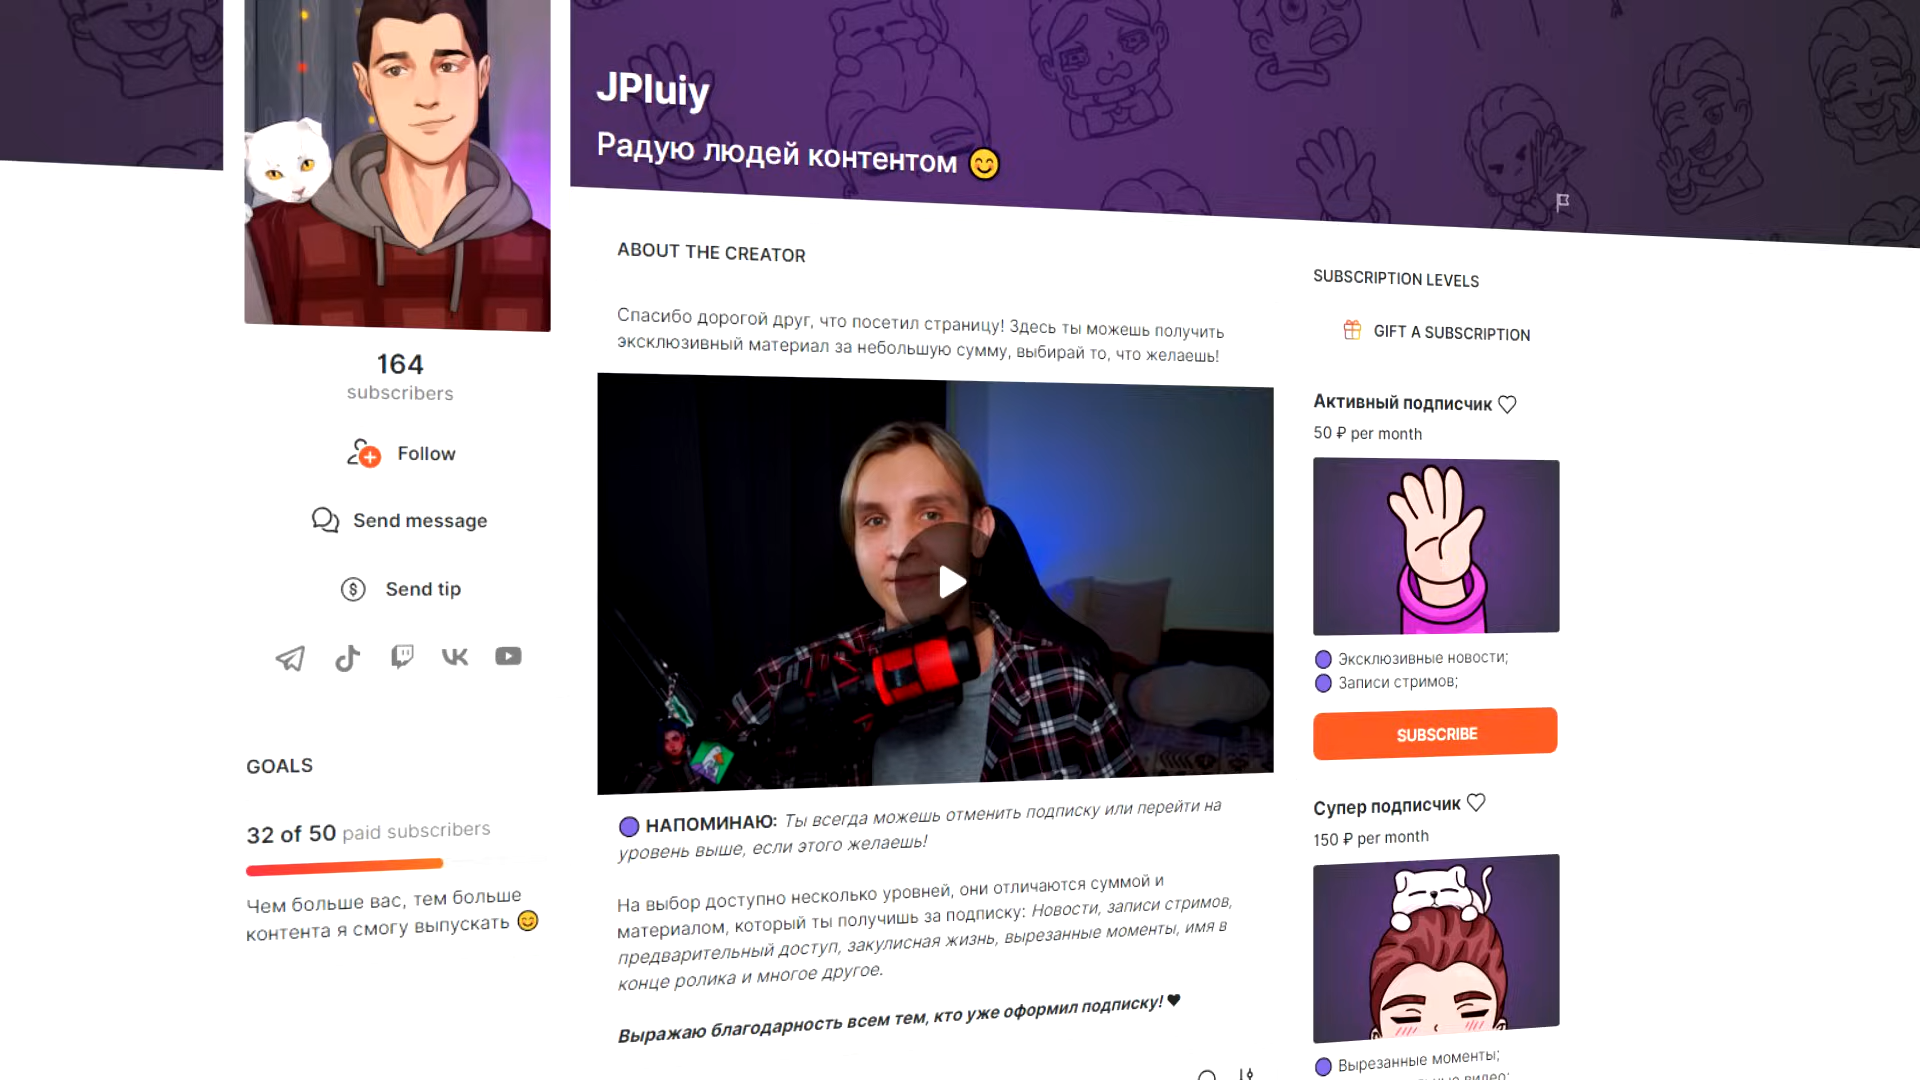 JPluiy
Радую людей контентом 😊
164
subscribers
Follow
Send message
Send tip
GOALS
32 of 50 paid subscribers
Чем больше вас, тем больше
контента я смогу выпускать 😊
ABOUT THE CREATOR
Спасибо дорогой друг, что посетил страницу! Здесь ты можешь получить
эксклюзивный материал за небольшую сумму, выбирай то, что желаешь!
НАПОМИНАЮ: Ты всегда можешь отменить подписку или перейти на
уровень выше, если этого желаешь!
На выбор доступно несколько уровней, они отличаются суммой и
материалом, который ты получишь за подписку: Новости, записи стримов,
предварительный доступ, закулисная жизнь, вырезанные моменты, имя в
конце ролика и многое другое.
Выражаю благодарность всем тем, кто уже оформил подписку! ♥
SUBSCRIPTION LEVELS
GIFT A SUBSCRIPTION
Активный подписчик ♡
50 ₽ per month
Эксклюзивные новости;
Записи стримов;
SUBSCRIBE
Супер подписчик ♡
150 ₽ per month
Вырезанные моменты;
видео;